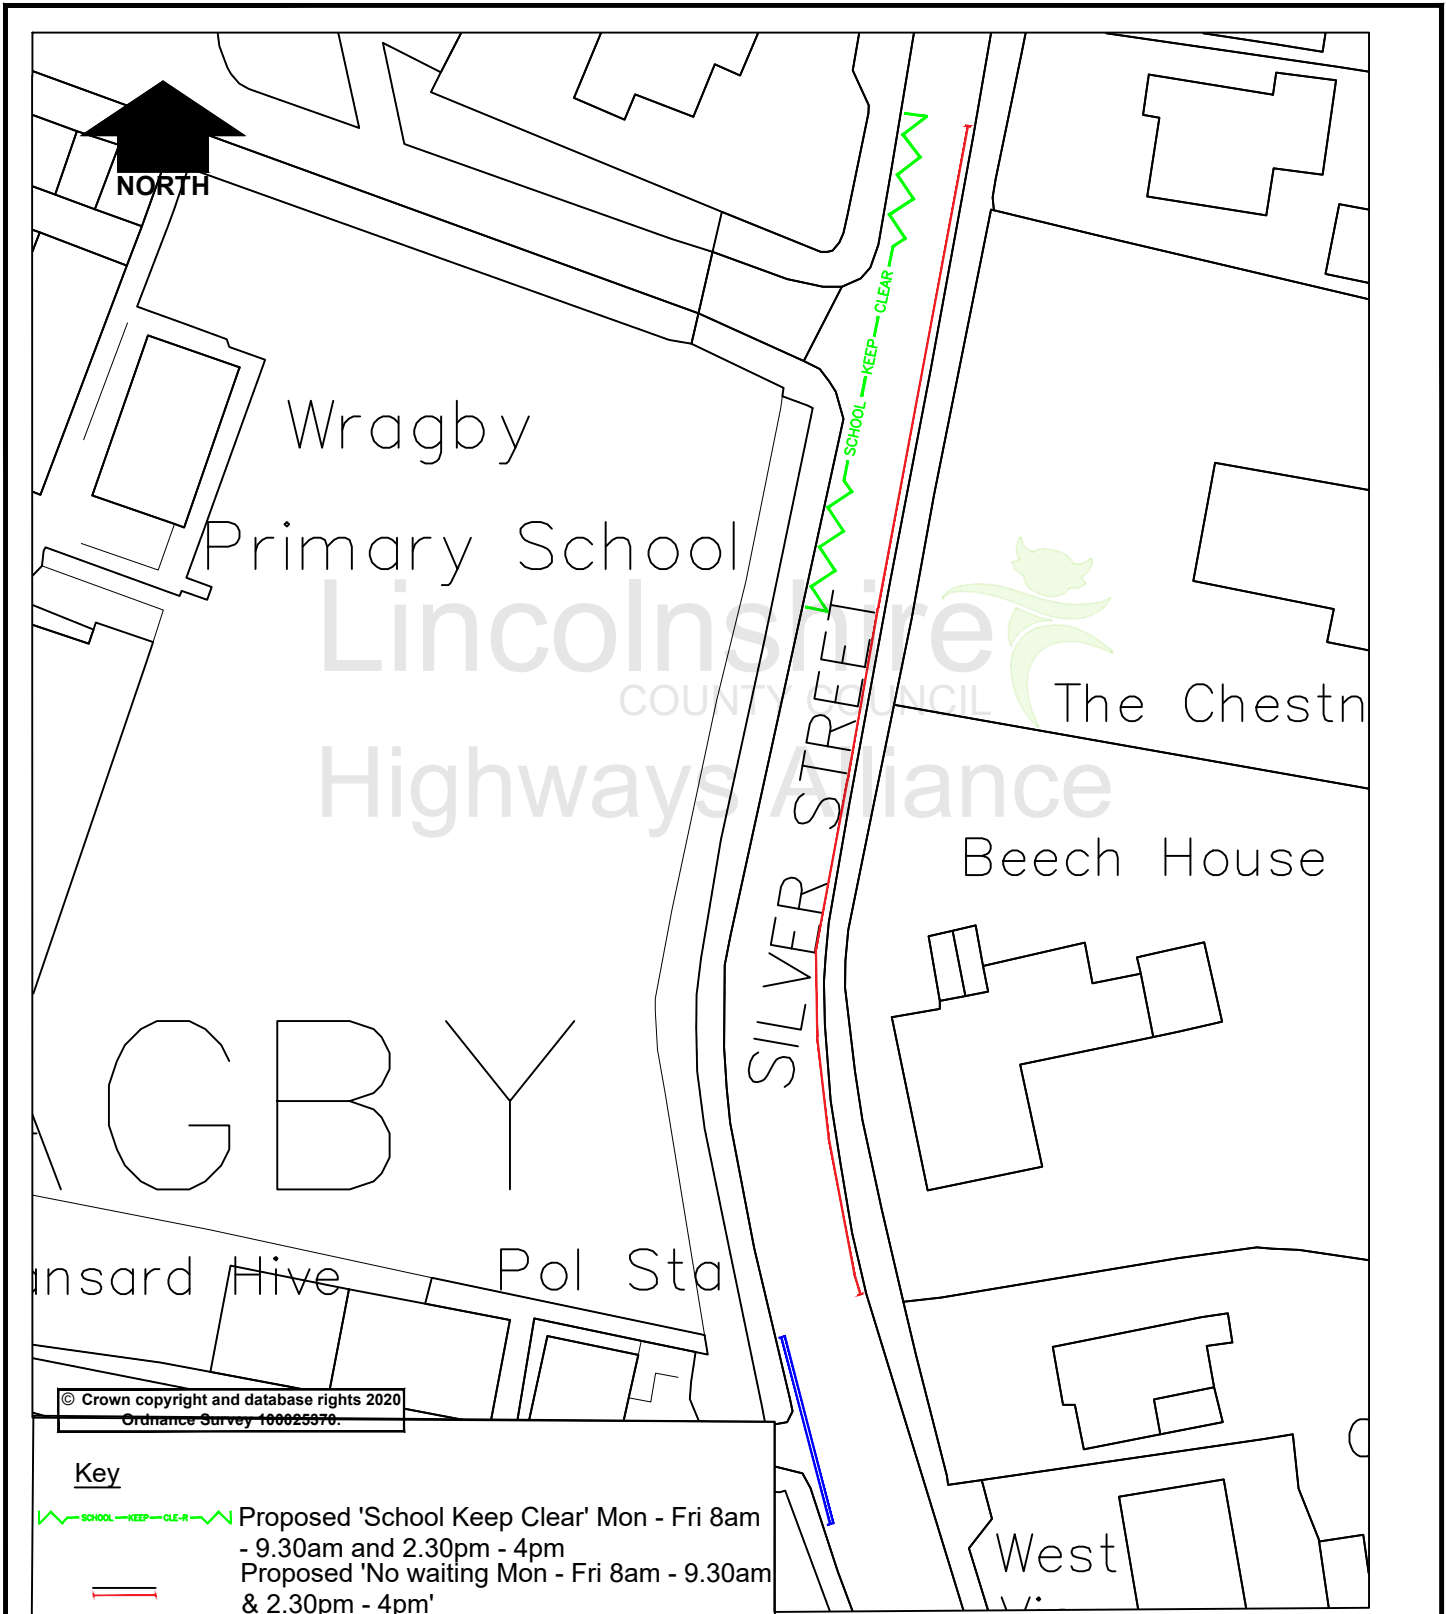 NORTH
SCHOOL KEEP CLEAR
Wragby
Primary School
Lincolnshire
COUNTY COUNCIL
Highways Alliance
SILVER STREET
The Chestn
Beech House
GBY
ansard Hive
Pol Sta
© Crown copyright and database rights 2020
Ordnance Survey 100025370.
Key
SCHOOL KEEP CLE-R
Proposed 'School Keep Clear' Mon - Fri 8am
- 9.30am and 2.30pm - 4pm
Proposed 'No waiting Mon - Fri 8am - 9.30am
& 2.30pm - 4pm'
West